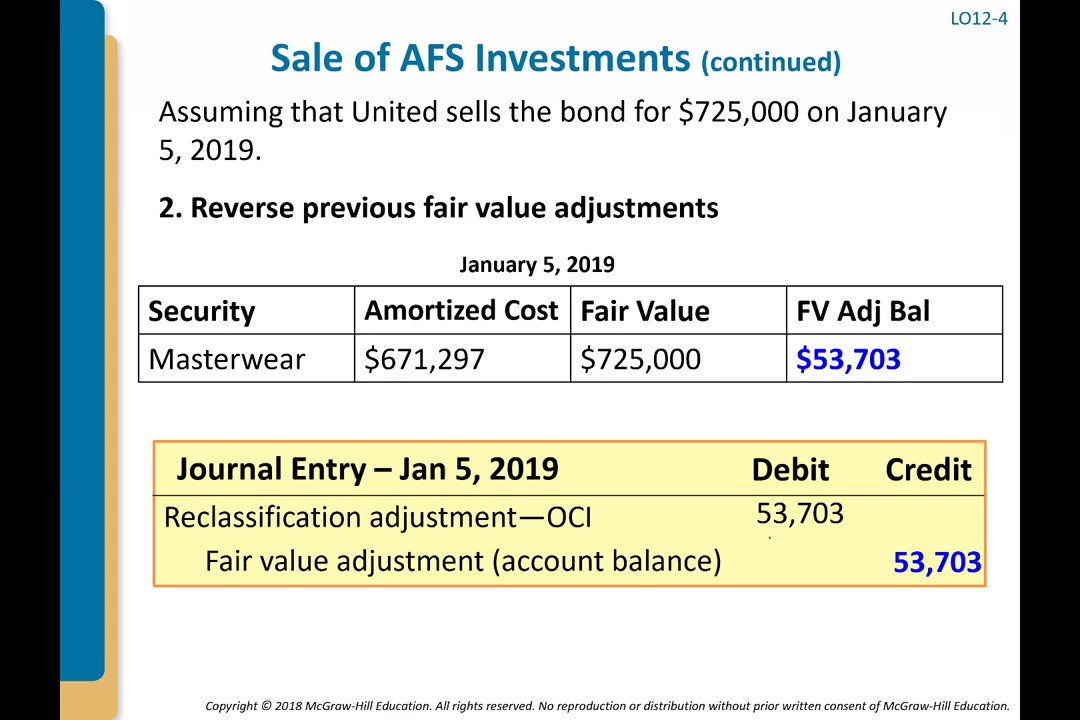 LO12-4
Sale of AFS Investments (continued)
Assuming that United sells the bond for $725,000 on January
5, 2019.
2. Reverse previous fair value adjustments
January 5, 2019
Security Amortized Cost Fair Value FV Adj Bal
Masterwear $671,297 $725,000 $53,703
Journal Entry – Jan 5, 2019 Debit Credit
Reclassification adjustment—OCI 53,703
Fair value adjustment (account balance) 53,703
Copyright © 2018 McGraw-Hill Education. All rights reserved. No reproduction or distribution without prior written consent of McGraw-Hill Education.